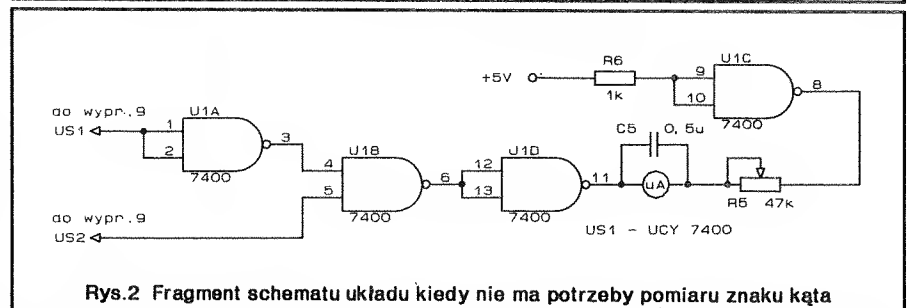 +5V
R6
1k
U1C
9
10
8
7400
do wypr.9
US1
1
2
U1A
3
7400
do wypr.9
US2
4
5
U1B
6
7400
12
13
U1D
11
7400
C5
0,5u
uA
R5
47k
US1 - UCY 7400
Rys.2 Fragment schematu układu kiedy nie ma potrzeby pomiaru znaku kąta